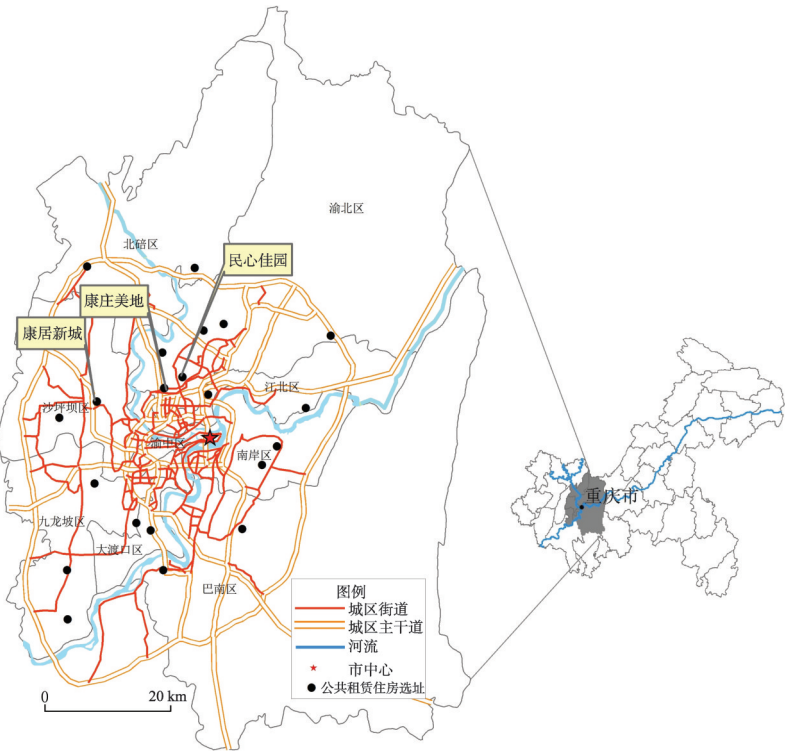 渝北区
北碚区
民心佳园
康庄美地
康居新城
江北区
沙坪坝区
渝中区
南岸区
重庆市
九龙坡区
大渡口区
巴南区
图例
城区街道
城区主干道
河流
市中心
公共租赁住房选址
0 20 km